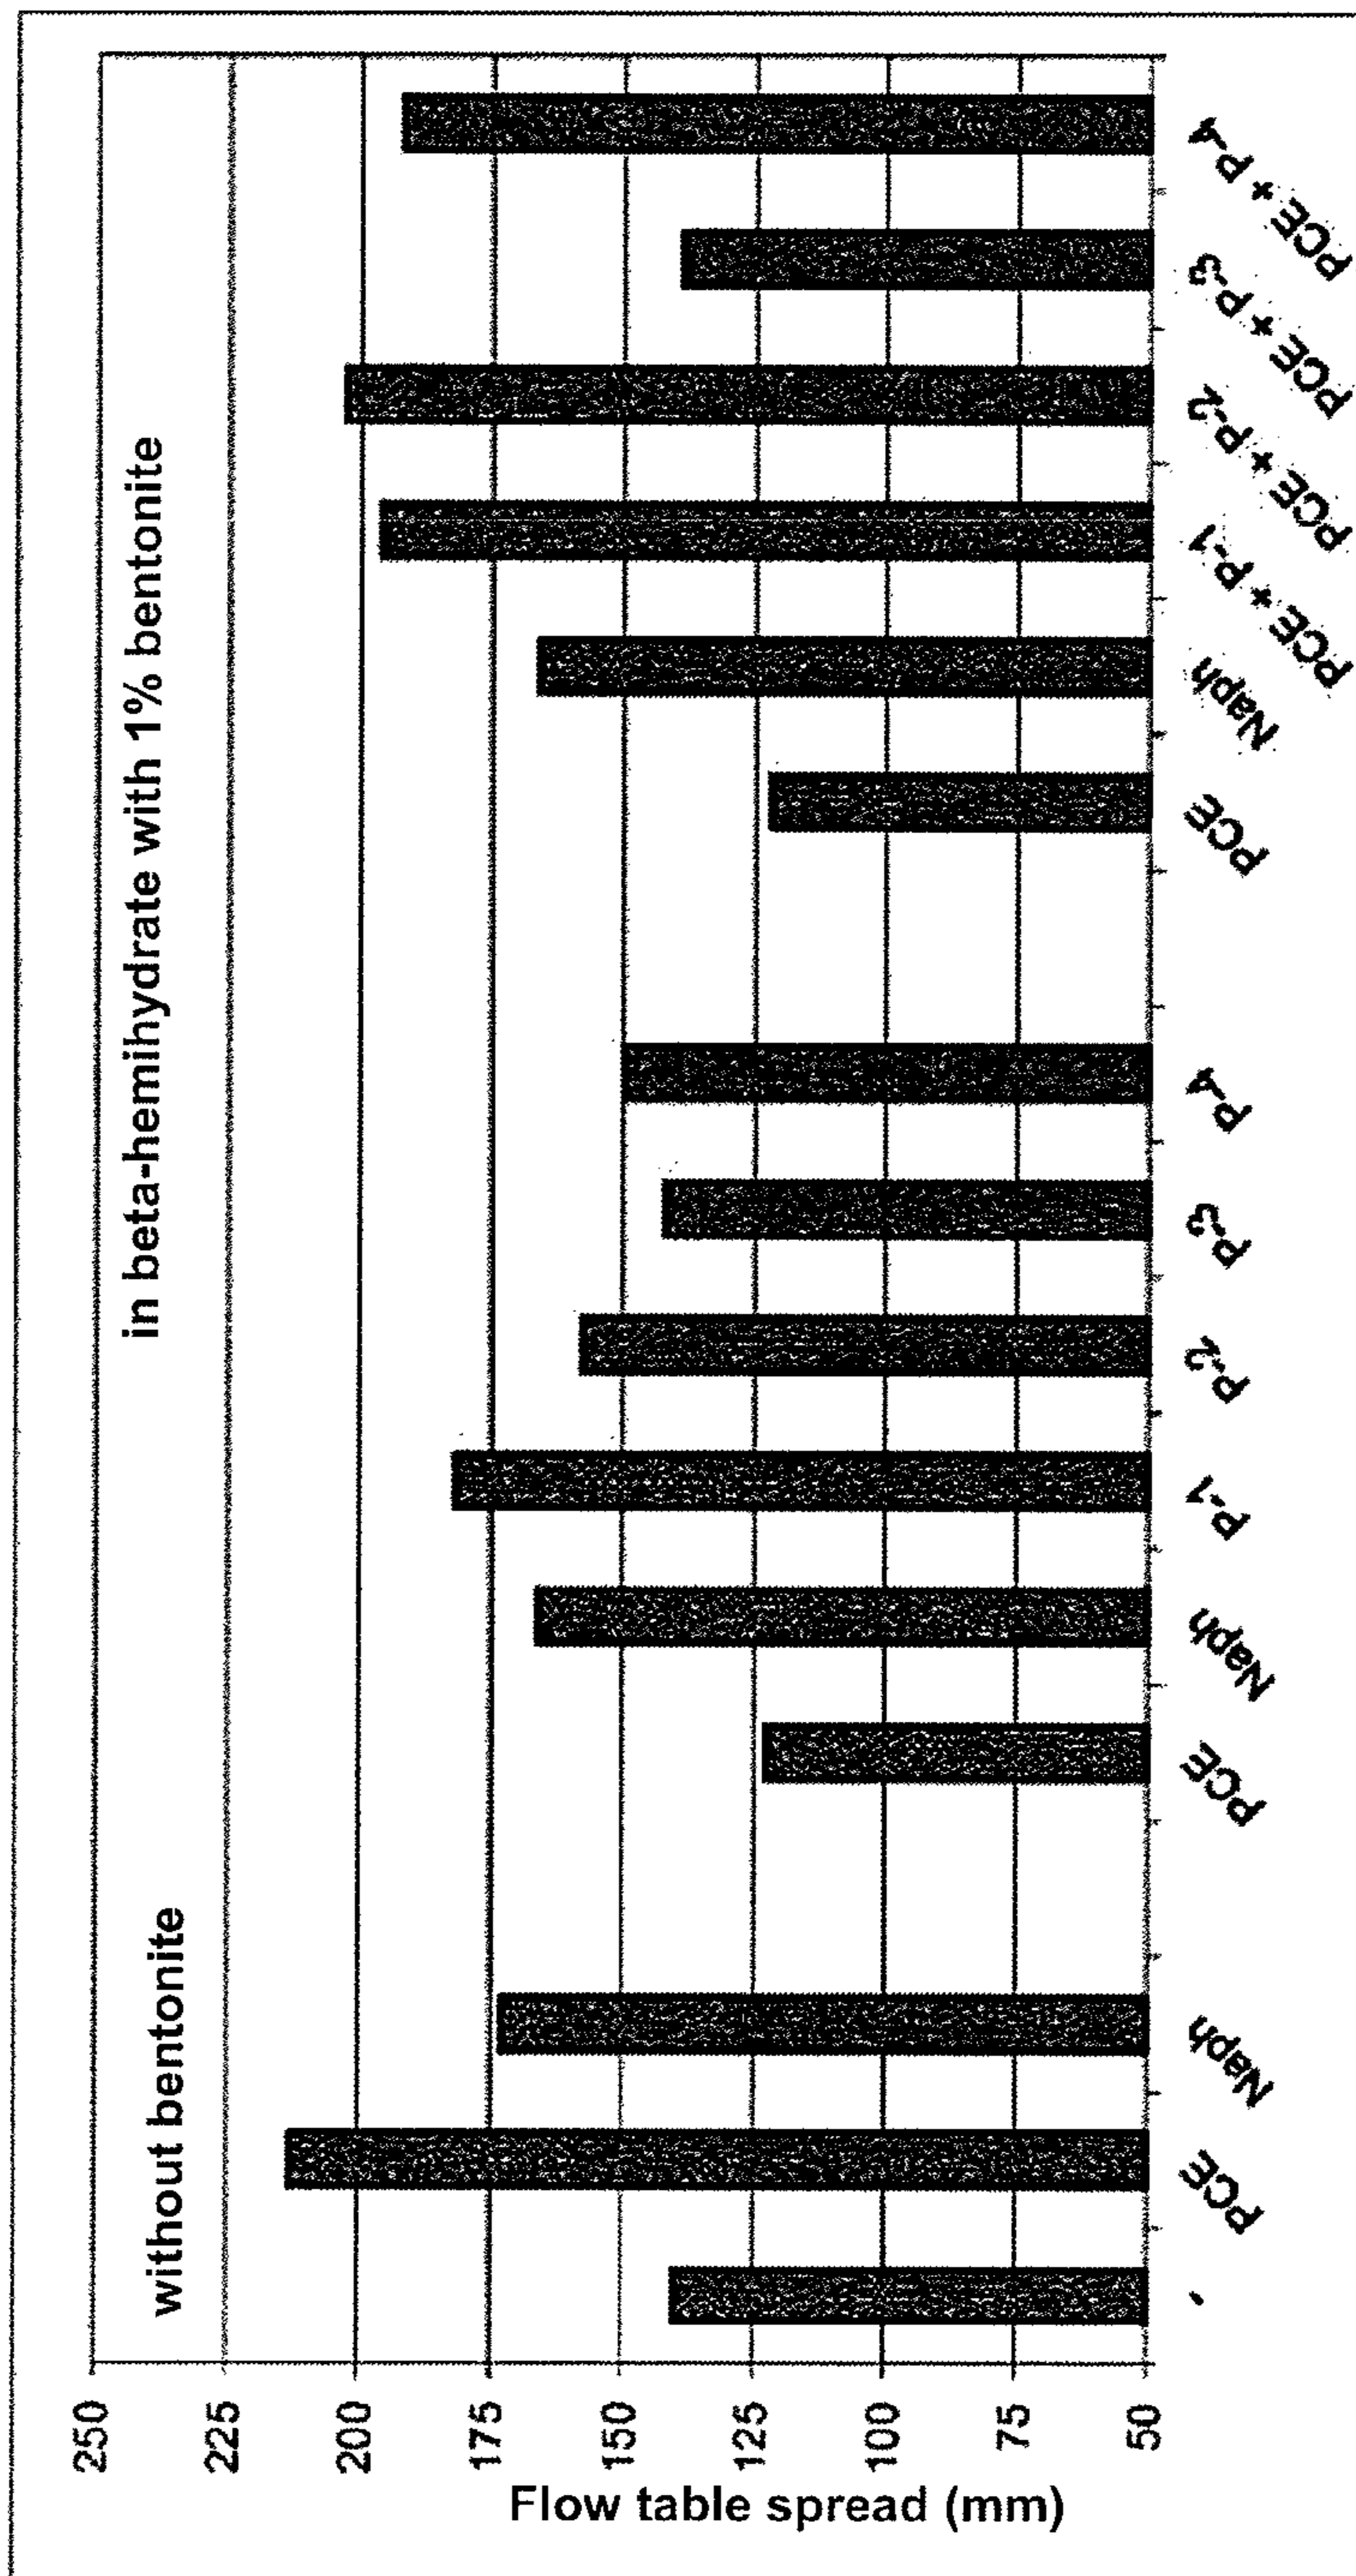 without bentonite
in beta-hemihydrate with 1% bentonite
Flow table spread (mm)
250
225
200
175
150
125
100
75
50
-
PCE
Naph
PCE
Naph
P-1
P-2
P-3
P-4
PCE
Naph
PCE + P-1
PCE + P-2
PCE + P-3
PCE + P-4